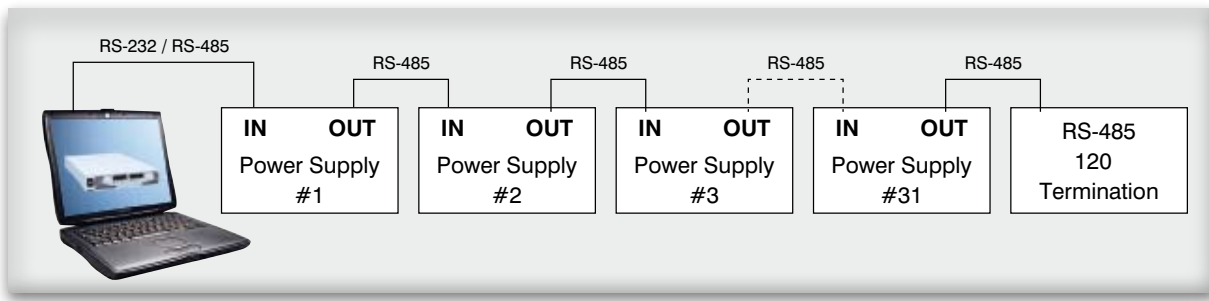 RS-232 / RS-485
RS-485
RS-485
RS-485
RS-485
IN OUT
Power Supply
#1
IN OUT
Power Supply
#2
IN OUT
Power Supply
#3
IN OUT
Power Supply
#31
RS-485
120
Termination